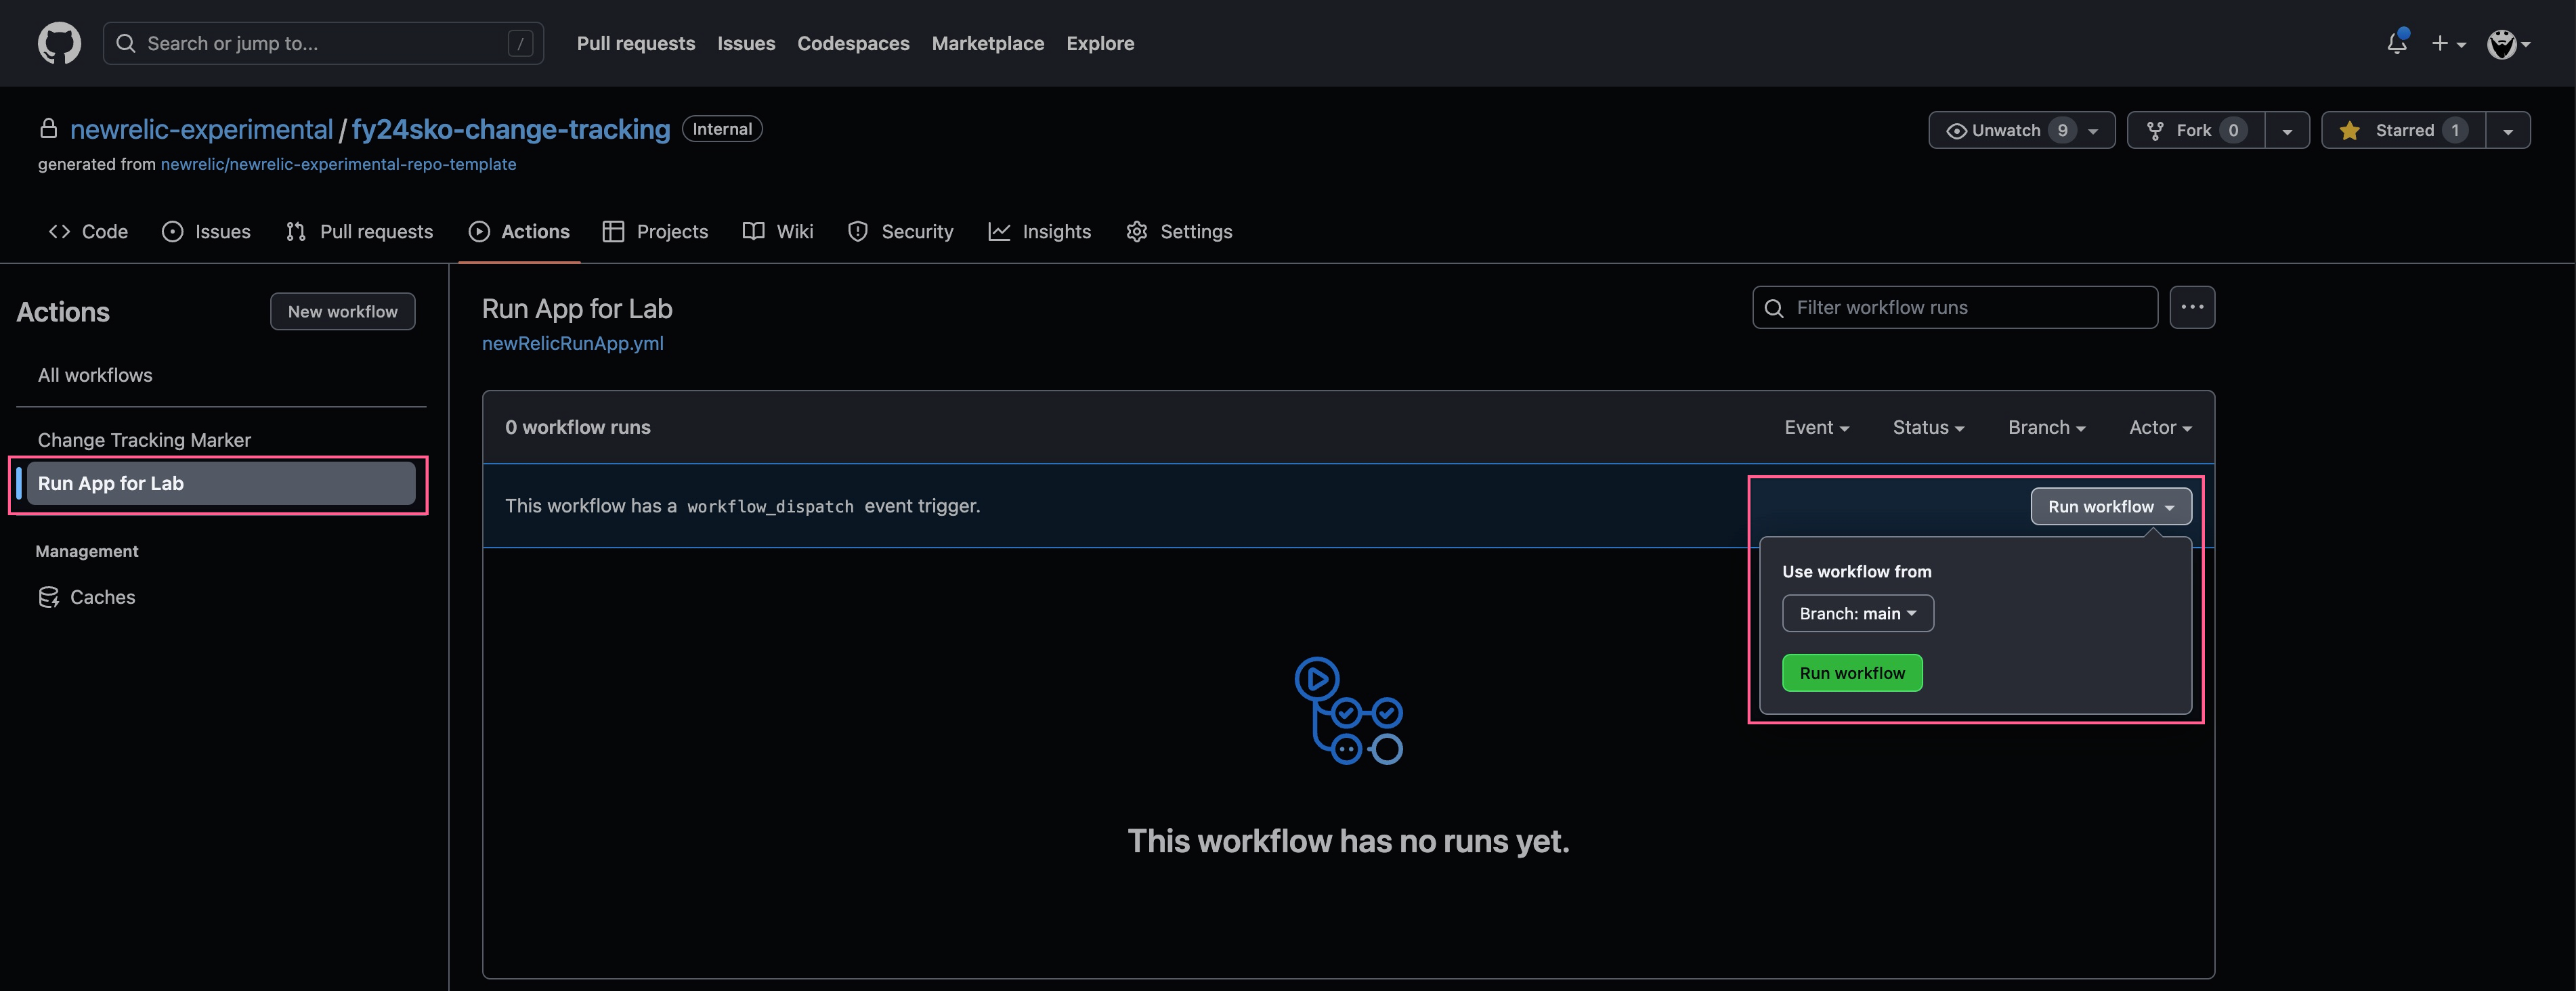 Search or jump to... / Pull requests Issues Codespaces Marketplace Explore
newrelic-experimental / fy24sko-change-tracking Internal Unwatch 9 Fork 0 Starred 1
generated from newrelic/newrelic-experimental-repo-template
Code Issues Pull requests Actions Projects Wiki Security Insights Settings
Actions New workflow
All workflows
Change Tracking Marker
Run App for Lab
Management
Caches
Run App for Lab
newRelicRunApp.yml
Filter workflow runs ...
0 workflow runs Event Status Branch Actor
This workflow has a workflow_dispatch event trigger. Run workflow
Use workflow from
Branch: main
Run workflow
This workflow has no runs yet.